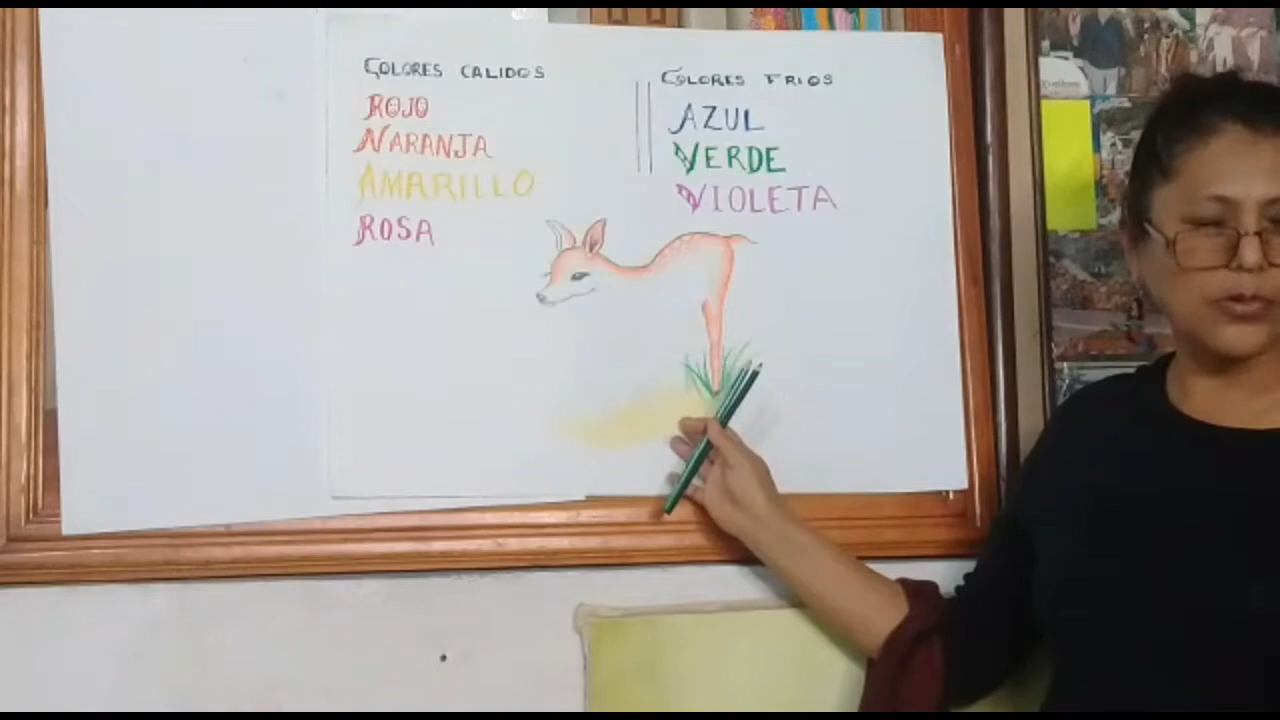 COLORES CALIDOS
ROJO
NARANJA
AMARILLO
ROSA
COLORES FRIOS
AZUL
VERDE
VIOLETA